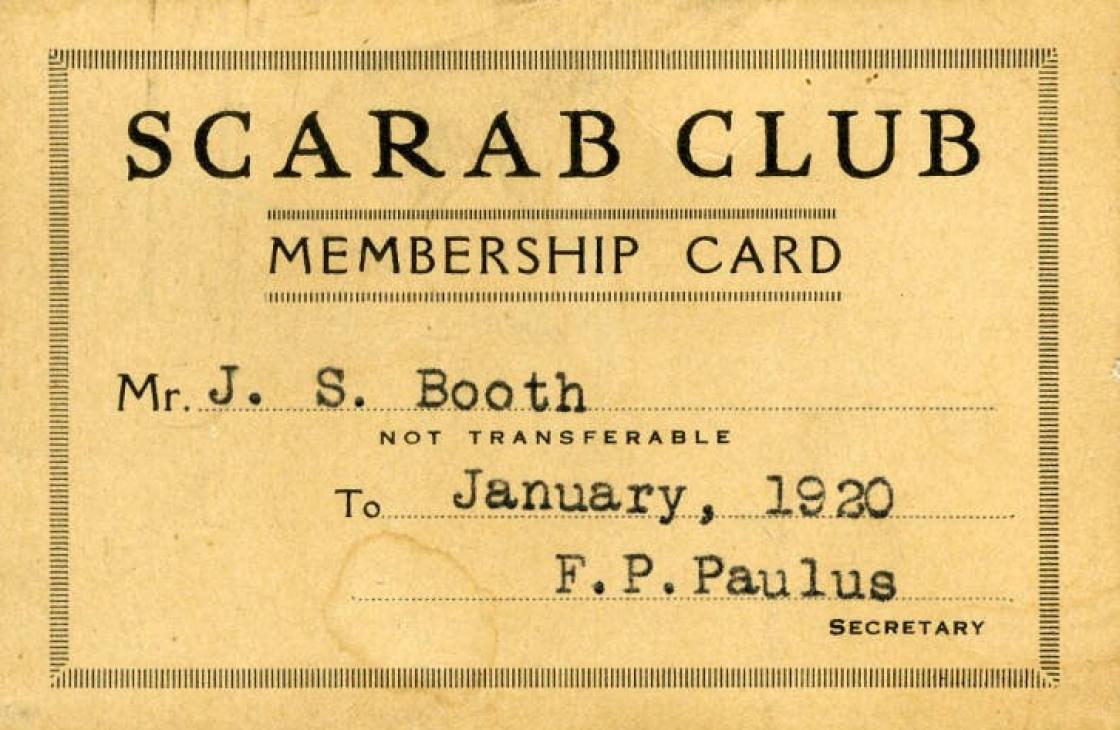 SCARAB CLUB
MEMBERSHIP CARD
Mr. J. S. Booth
NOT TRANSFERABLE
To January, 1920
F.P.Paulus
SECRETARY